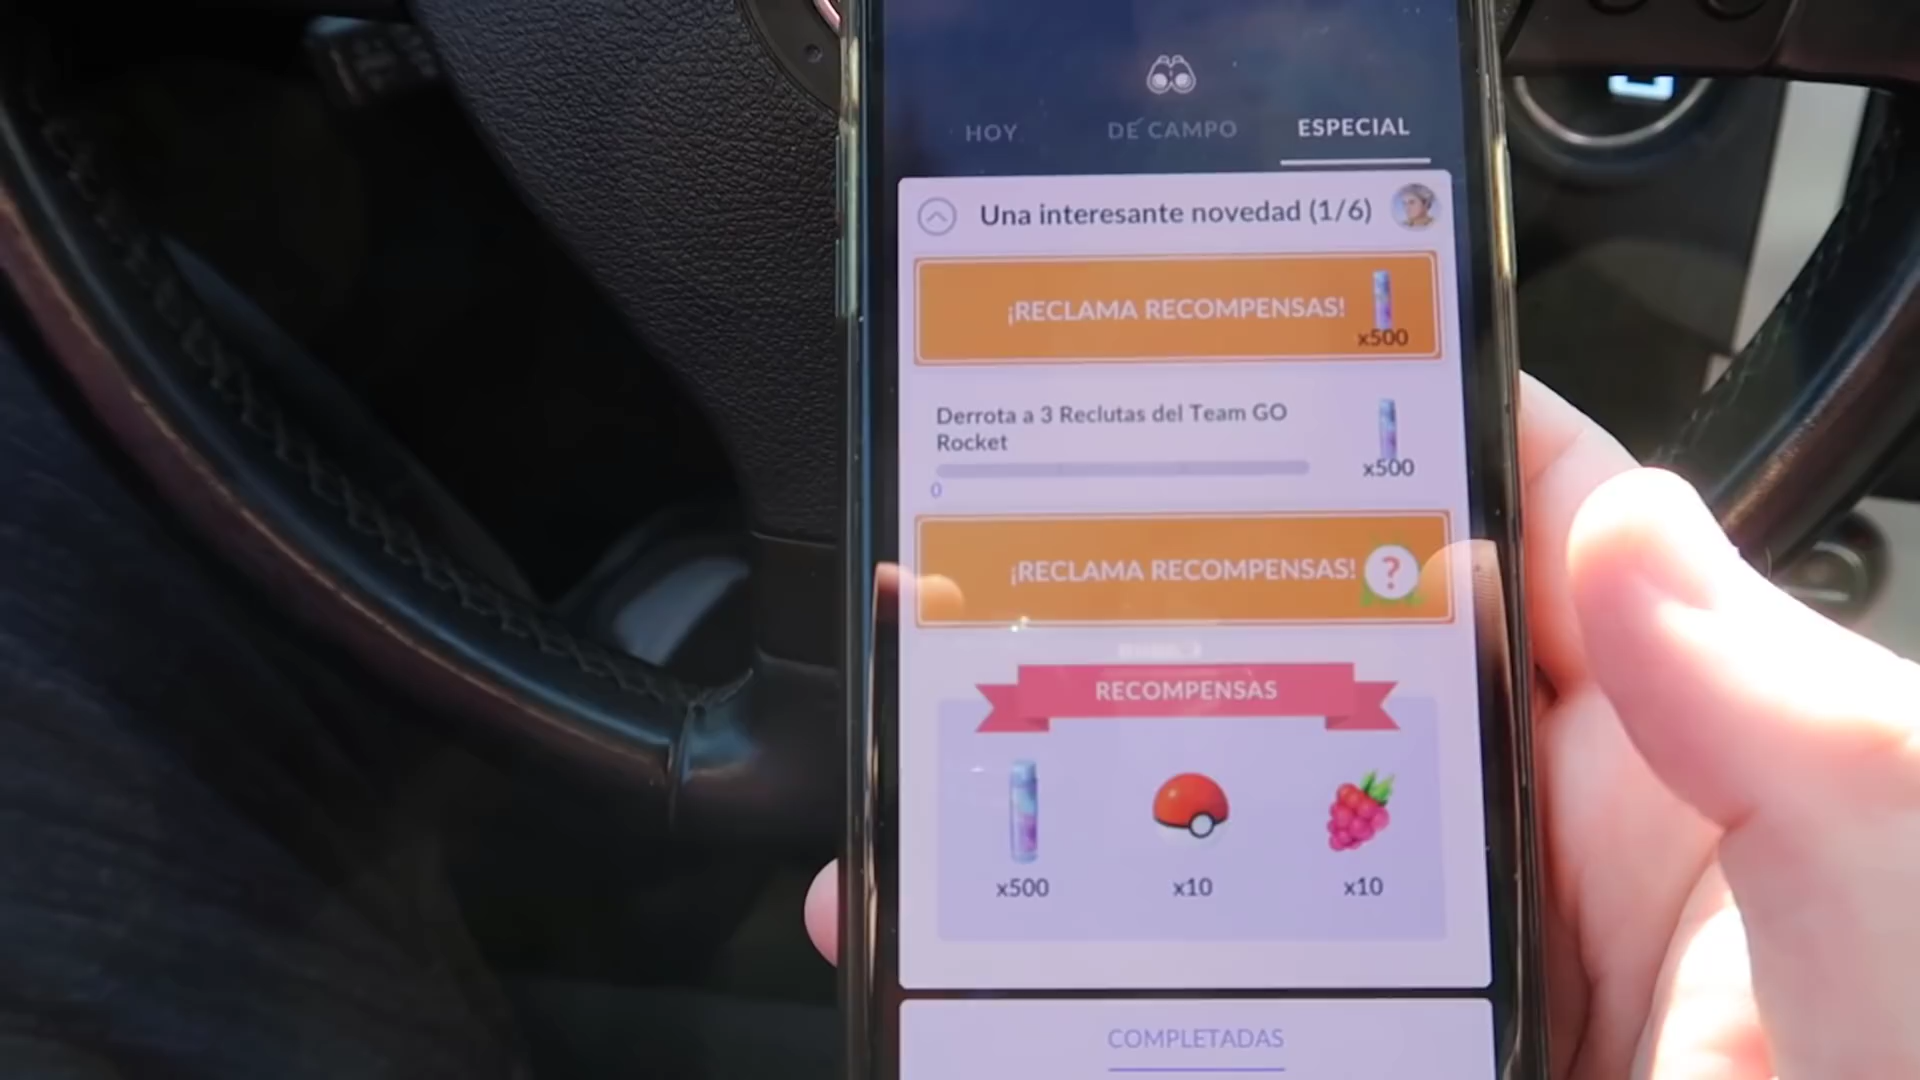 HOY
DE CAMPO
ESPECIAL
Una interesante novedad (1/6)
¡RECLAMA RECOMPENSAS!
x500
Derrota a 3 Reclutas del Team GO
Rocket
x500
0
¡RECLAMA RECOMPENSAS!
?
RECOMPENSAS
x500
x10
x10
COMPLETADAS